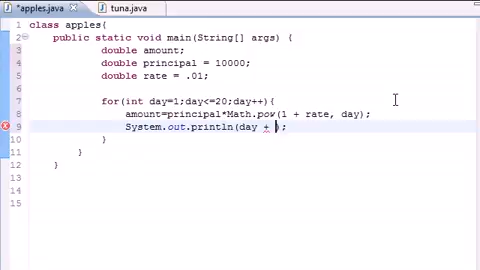 *apples.java tuna.java
1 class apples{
2 public static void main(String[] args) {
3 double amount;
4 double principal = 10000;
5 double rate = .01;
6
7 for(int day=1;day<=20;day++){
8 amount=principal*Math.pow(1 + rate, day);
9 System.out.println(day + );
10 }
11 }
12 }
13
14
15